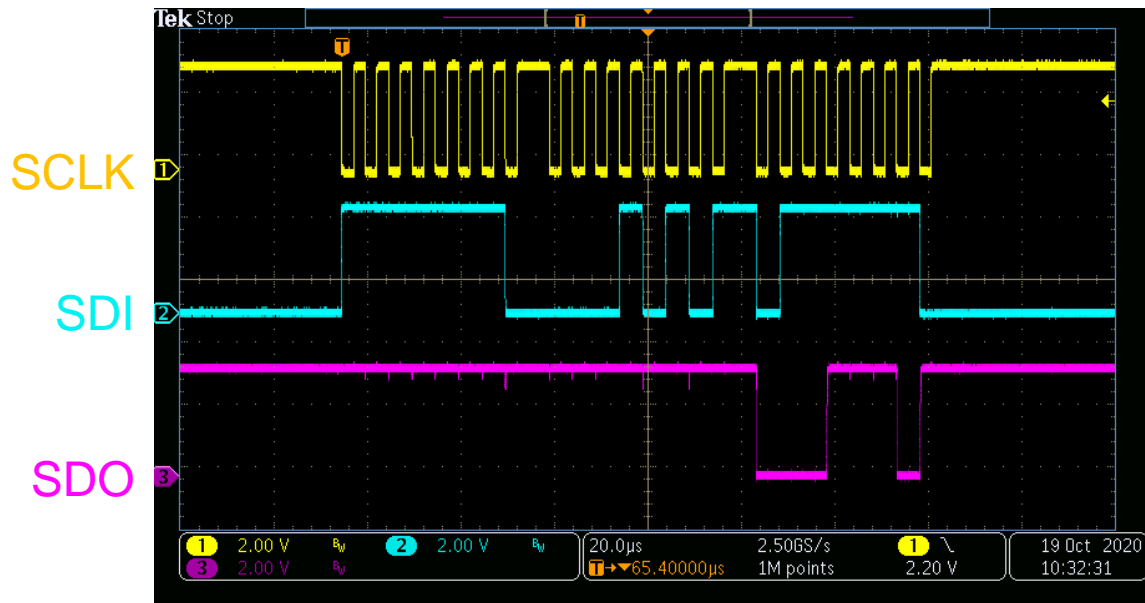 Tek Stop
T
T
SCLK
1
SDI
2
SDO
3
1 2.00 V BW 2 2.00 V BW
3 2.00 V BW
20.0µs 2.50GS/s 1 \
T→▼65.40000µs 1M points 2.20 V
19 Oct 2020
10:32:31